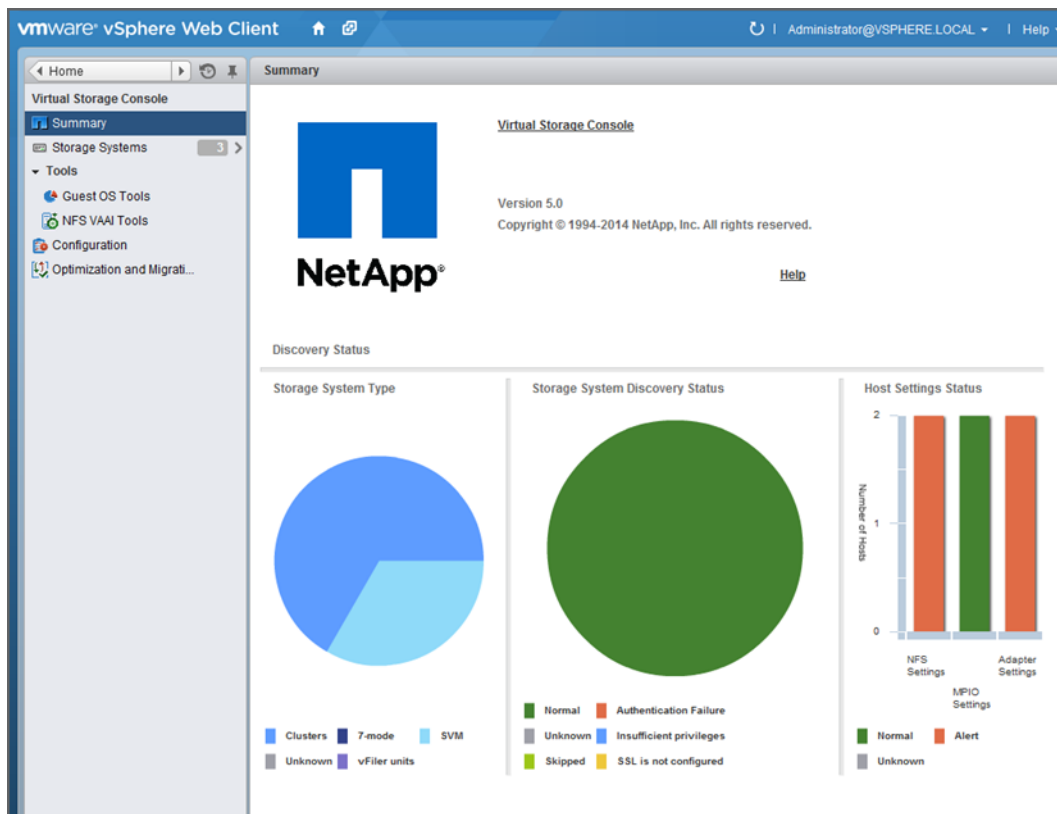 vmware® vSphere Web Client
Administrator@VSPHERE.LOCAL
Help
Home
Summary
Virtual Storage Console
Summary
Storage Systems 3
Tools
Guest OS Tools
NFS VAAI Tools
Configuration
Optimization and Migrati...
NetApp®
Virtual Storage Console
Version 5.0
Copyright © 1994-2014 NetApp, Inc. All rights reserved.
Help
Discovery Status
Storage System Type
Clusters 7-mode SVM
Unknown vFiler units
Storage System Discovery Status
Normal Authentication Failure
Unknown Insufficient privileges
Skipped SSL is not configured
Host Settings Status
Number of Hosts
2
1
0
NFS Settings
MPIO Settings
Adapter Settings
Normal Alert
Unknown